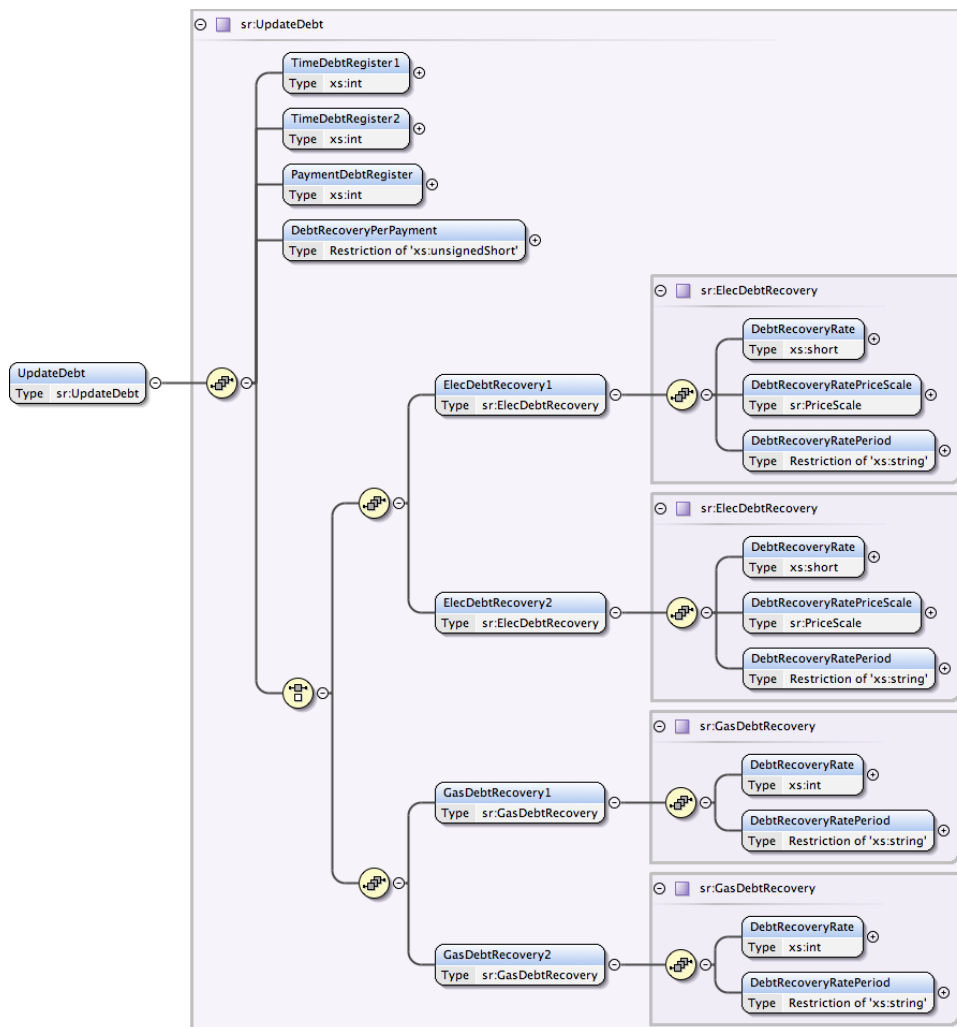 sr:UpdateDebt
TimeDebtRegister1
Type xs:int
TimeDebtRegister2
Type xs:int
PaymentDebtRegister
Type xs:int
DebtRecoveryPerPayment
Type Restriction of 'xs:unsignedShort'
UpdateDebt
Type sr:UpdateDebt
ElecDebtRecovery1
Type sr:ElecDebtRecovery
sr:ElecDebtRecovery
DebtRecoveryRate
Type xs:short
DebtRecoveryRatePriceScale
Type sr:PriceScale
DebtRecoveryRatePeriod
Type Restriction of 'xs:string'
ElecDebtRecovery2
Type sr:ElecDebtRecovery
sr:ElecDebtRecovery
DebtRecoveryRate
Type xs:short
DebtRecoveryRatePriceScale
Type sr:PriceScale
DebtRecoveryRatePeriod
Type Restriction of 'xs:string'
GasDebtRecovery1
Type sr:GasDebtRecovery
sr:GasDebtRecovery
DebtRecoveryRate
Type xs:int
DebtRecoveryRatePeriod
Type Restriction of 'xs:string'
GasDebtRecovery2
Type sr:GasDebtRecovery
sr:GasDebtRecovery
DebtRecoveryRate
Type xs:int
DebtRecoveryRatePeriod
Type Restriction of 'xs:string'